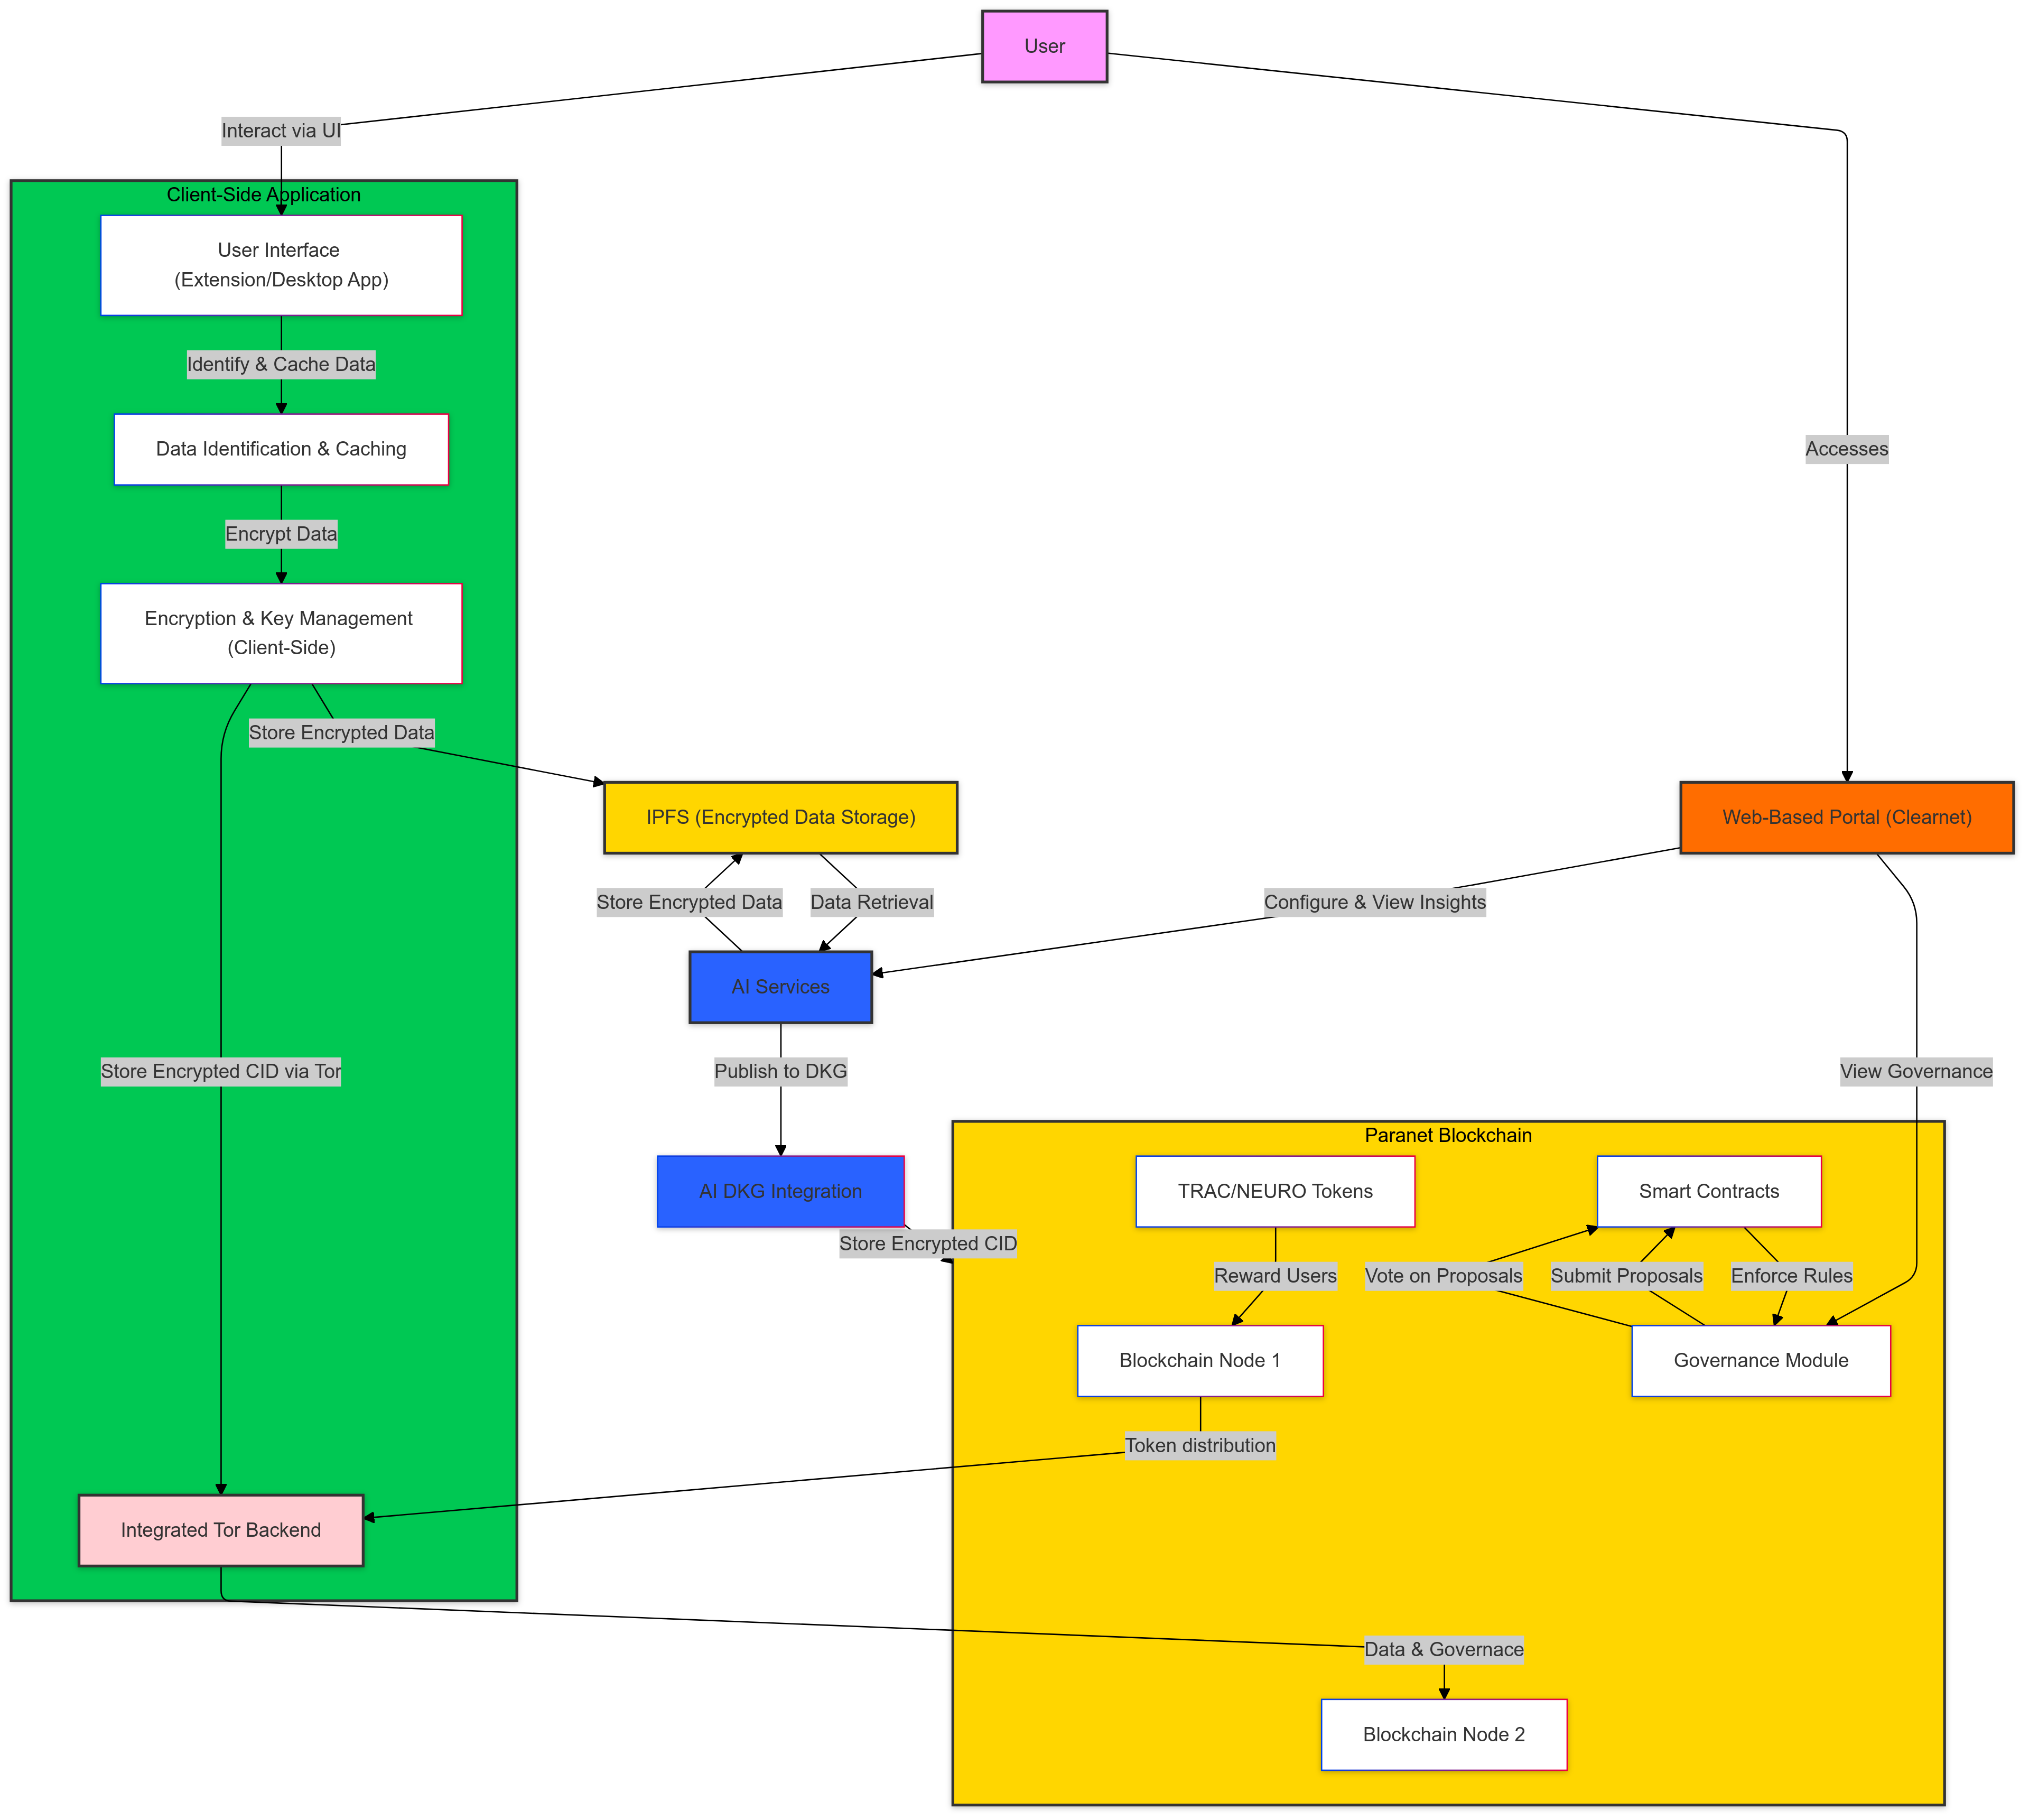 User
Interact via UI
Client-Side Application
User Interface
(Extension/Desktop App)
Identify & Cache Data
Data Identification & Caching
Accesses
Encrypt Data
Encryption & Key Management
(Client-Side)
Store Encrypted Data
IPFS (Encrypted Data Storage)
Web-Based Portal (Clearnet)
Store Encrypted Data
Data Retrieval
Configure & View Insights
AI Services
Store Encrypted CID via Tor
Publish to DKG
View Governance
Paranet Blockchain
AI DKG Integration
TRAC/NEURO Tokens
Smart Contracts
Store Encrypted CID
Reward Users
Vote on Proposals
Submit Proposals
Enforce Rules
Blockchain Node 1
Governance Module
Token distribution
Integrated Tor Backend
Data & Governace
Blockchain Node 2